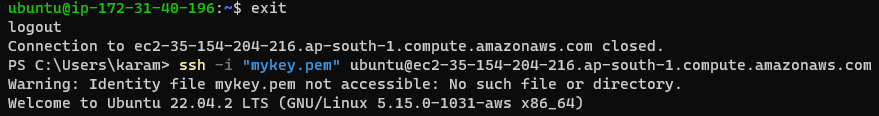 ubuntu@ip-172-31-40-196:~$ exit
logout
Connection to ec2-35-154-204-216.ap-south-1.compute.amazonaws.com closed.
PS C:\Users\karam> ssh -i "mykey.pem" ubuntu@ec2-35-154-204-216.ap-south-1.compute.amazonaws.com
Warning: Identity file mykey.pem not accessible: No such file or directory.
Welcome to Ubuntu 22.04.2 LTS (GNU/Linux 5.15.0-1031-aws x86_64)